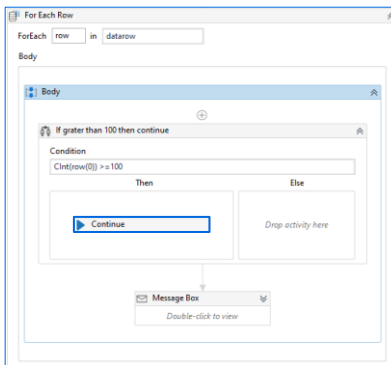 For Each Row
ForEach row in datarow
Body
Body
If grater than 100 then continue
Condition
CInt(row(0)) >=100
Then Else
Continue Drop activity here
Message Box
Double-click to view